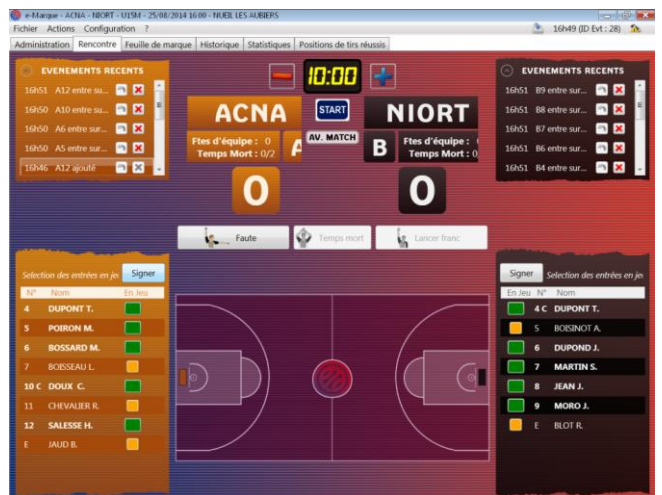 e-Marque - ACNA - NIORT - U15M - 25/08/2014 16:00 - NUEIL LES AUBIERS
Fichier Actions Configuration ?
16h49 (ID Evt : 28)
Administration Rencontre Feuille de marque Historique Statistiques Positions de tirs réussis
EVENEMENTS RECENTS
16h51 A12 entre su...
16h50 A10 entre su...
16h50 A6 entre sur...
16h50 A5 entre sur...
16h46 A12 ajouté
10:00
START
AV. MATCH
ACNA
Ftes d'équipe : 0
Temps Mort : 0/2
A
0
NIORT
B
Ftes d'équipe :
Temps Mort : 0
0
EVENEMENTS RECENTS
16h51 B9 entre sur...
16h51 B8 entre sur...
16h51 B7 entre sur...
16h51 B6 entre sur...
16h51 B4 entre sur...
Faute Temps mort Lancer franc
Selection des entrées en jeu Signer
N° Nom En Jeu
4 DUPONT T.
5 POIRON M.
6 BOSSARD M.
7 BOISSEAU L.
10 C DOUX C.
11 CHEVALIER R.
12 SALESSE H.
E JAUD B.
Signer Selection des entrées en jeu
En Jeu N° Nom
4 C DUPONT T.
5 BOISINOT A.
6 DUPOND J.
7 MARTIN S.
8 JEAN J.
9 MORO J.
E BLOT R.